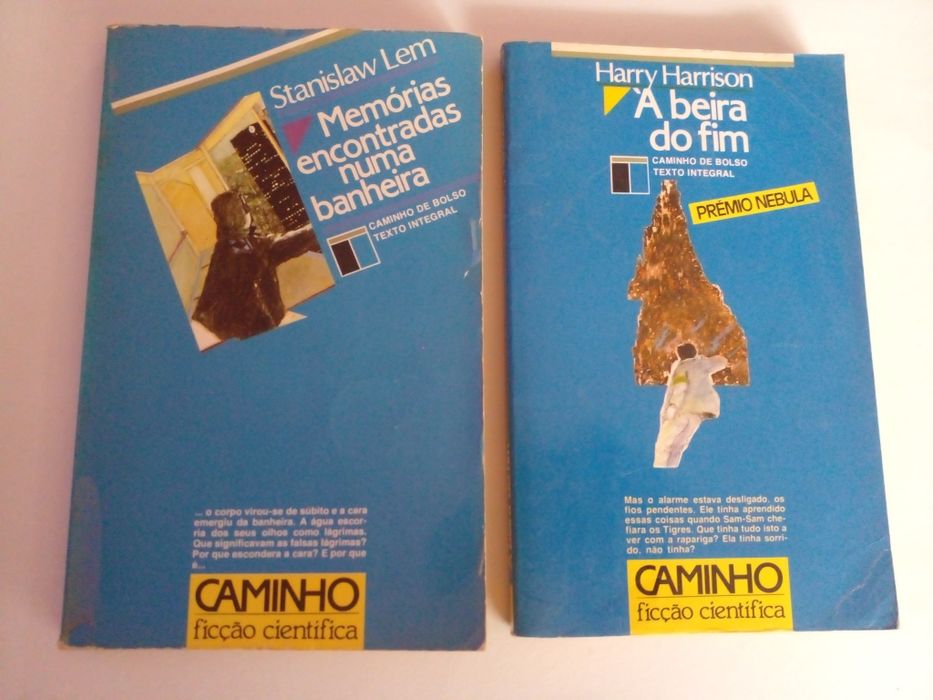 Stanislaw Lem
Memórias
encontradas
numa
banheira
CAMINHO DE BOLSO
TEXTO INTEGRAL
... o corpo virou-se de súbito e a cara
emergiu da banheira. A água escor-
ria dos seus olhos como lágrimas.
Que significavam as falsas lágrimas?
Por que escondera a cara? E por que
é...
CAMINHO
ficção científica
Harry Harrison
À beira
do fim
CAMINHO DE BOLSO
TEXTO INTEGRAL
PRÉMIO NEBULA
Mas o alarme estava desligado, os
fios pendentes. Ele tinha aprendido
essas coisas quando Sam-Sam che-
fiara os Tigres. Que tinha tudo isto a
ver com a rapariga? Ela tinha sorri-
do, não tinha?
CAMINHO
ficção científica